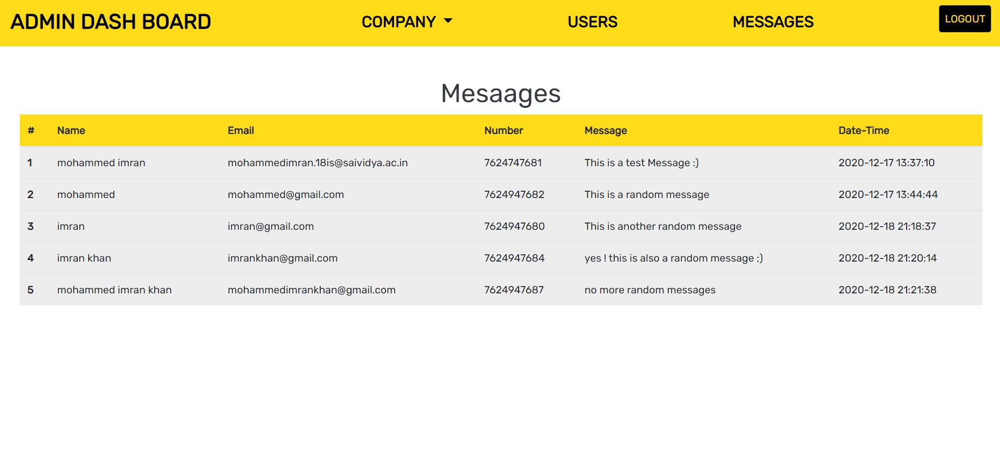 ADMIN DASH BOARD COMPANY USERS MESSAGES LOGOUT
Mesaages
# Name Email Number Message Date-Time
1 mohammed imran mohammedimran.18is@saividya.ac.in 7624747681 This is a test Message :) 2020-12-17 13:37:10
2 mohammed mohammed@gmail.com 7624947682 This is a random message 2020-12-17 13:44:44
3 imran imran@gmail.com 7624947680 This is another random message 2020-12-18 21:18:37
4 imran khan imrankhan@gmail.com 7624947684 yes ! this is also a random message ;) 2020-12-18 21:20:14
5 mohammed imran khan mohammedimrankhan@gmail.com 7624947687 no more random messages 2020-12-18 21:21:38